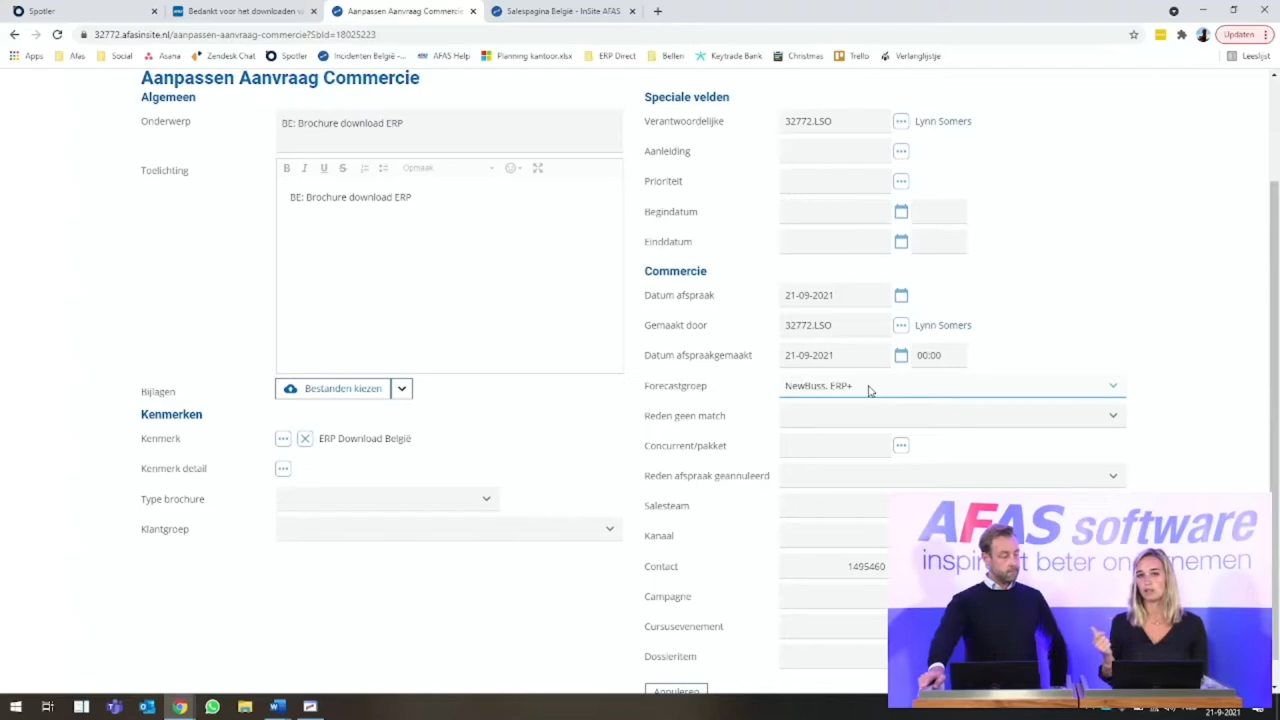 Spotler
Bedankt voor het downloaden v
Aanpassen Aanvraag Commercie
Salespagina België - InSite AFAS
32772.afasinsite.nl/aanpassen-aanvraag-commercie?SbId=18025223
Updaten
Apps
Afas
Social
Asana
Zendesk Chat
Spotler
Incidenten België -...
AFAS Help
Planning kantoor.xlsx
ERP Direct
Bellen
Keytrade Bank
Christmas
Trello
Verlanglijstje
Leeslijst
Aanpassen Aanvraag Commercie
Algemeen
Onderwerp
BE: Brochure download ERP
Toelichting
B I U S
Opmaak
BE: Brochure download ERP
Bijlagen
Bestanden kiezen
Kenmerken
Kenmerk
ERP Download België
Kenmerk detail
Type brochure
Klantgroep
Speciale velden
Verantwoordelijke
32772.LSO
Lynn Somers
Aanleiding
Prioriteit
Begindatum
Einddatum
Commercie
Datum afspraak
21-09-2021
Gemaakt door
32772.LSO
Lynn Somers
Datum afspraakgemaakt
21-09-2021
00:00
Forecastgroep
NewBuss, ERP+
Reden geen match
Concurrent/pakket
Reden afspraak geannuleerd
Salesteam
Kanaal
Contact
1495460
Campagne
Cursusevenement
Dossieritem
Annuleren
AFAS software
inspireert beter ondernemen
21-9-2021